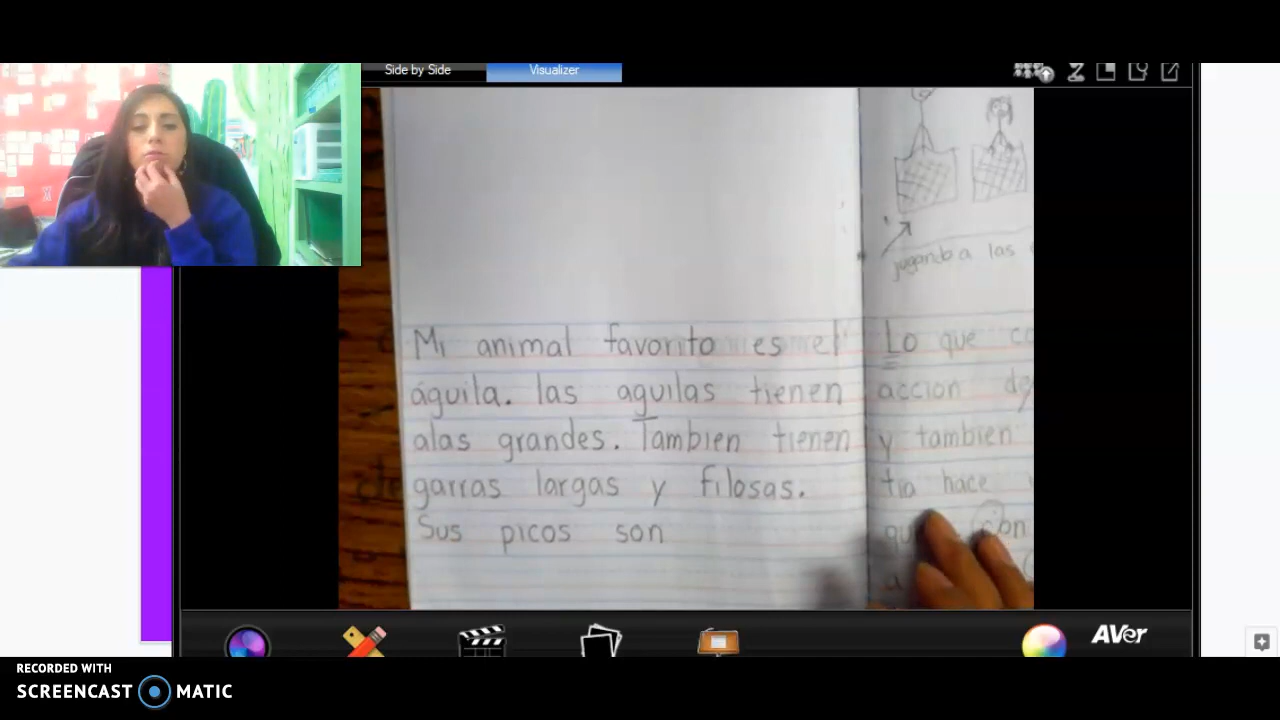 Side by Side
Visualizer
jugando a las
Mi animal favorito es el
águila. las aguilas tienen
alas grandes. Tambien tienen
garras largas y filosas.
Sus picos son
Lo que
accion
y tambien
tia hace
AVer
RECORDED WITH
SCREENCAST MATIC